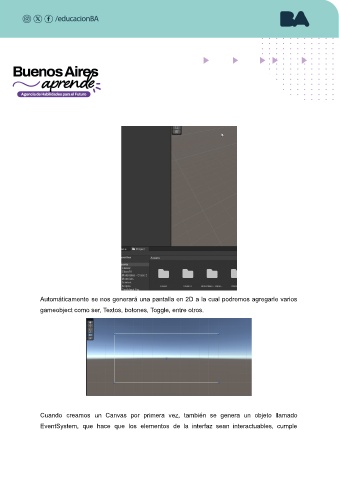 /educacionBA
BA
Buenos Aires
aprende
Agencia de Habilidades para el Futuro
Automáticamente se nos generará una pantalla en 2D a la cual podremos agregarle varios
gameobject como ser, Textos, botones, Toggle, entre otros.
Cuando creamos un Canvas por primera vez, también se genera un objeto llamado
EventSystem, que hace que los elementos de la interfaz sean interactuables, cumple